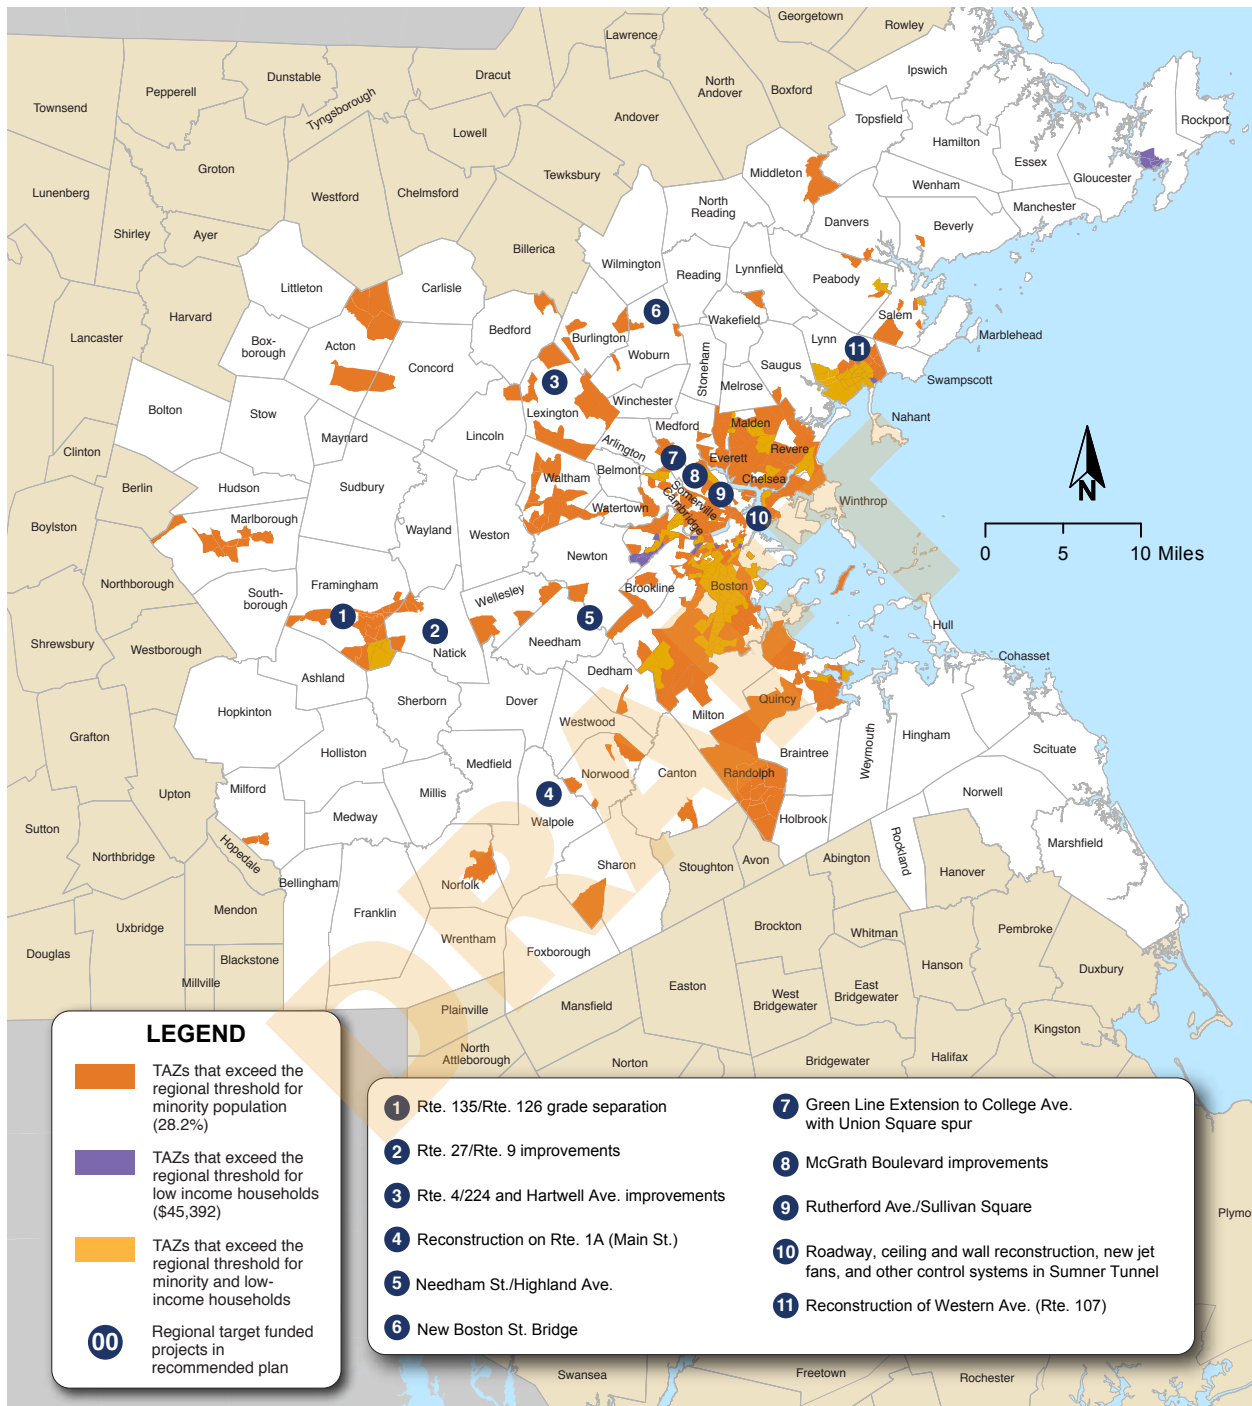 Georgetown
Rowley
Lawrence
Dunstable
Dracut
Pepperell
North
Andover
Boxford
Ipswich
Townsend
Tyngsborough
Andover
Topsfield
Rockport
Lowell
Hamilton
Groton
Tewksbury
Middleton
Essex
Lunenberg
Westford
Chelmsford
Wenham
Gloucester
North
Reading
Manchester
Shirley
Ayer
Danvers
Beverly
Billerica
Wilmington
Reading
Lynnfield
Peabody
Littleton
Carlisle
Harvard
6
Salem
Wakefield
Bedford
Burlington
Marblehead
Lancaster
Box-
borough
Acton
Woburn
Stoneham
Lynn
11
Concord
Saugus
Swampscott
3
Melrose
Bolton
Stow
Lexington
Winchester
Nahant
Medford
Malden
Maynard
Lincoln
Arlington
Revere
Clinton
7
Everett
Belmont
8
Chelsea
Berlin
Hudson
Sudbury
Waltham
Somerville
9
Cambridge
Winthrop
Boylston
Marlborough
Watertown
10
N
Wayland
Weston
0
5
10 Miles
Newton
Northborough
Framingham
Brookline
Boston
South-
borough
Wellesley
1
5
2
Hull
Shrewsbury
Westborough
Natick
Needham
Cohasset
Ashland
Dedham
Sherborn
Dover
Quincy
Hopkinton
Milton
Westwood
Grafton
Hingham
Weymouth
Holliston
Braintree
Scituate
Medfield
Norwood
Canton
Randolph
Milford
Millis
4
Upton
Norwell
Medway
Walpole
Holbrook
Sutton
Hopedale
Rockland
Marshfield
Northbridge
Sharon
Stoughton
Avon
Abington
Hanover
Bellingham
Norfolk
Mendon
Franklin
Uxbridge
Brockton
Whitman
Pembroke
Wrentham
Douglas
Blackstone
Foxborough
Hanson
Duxbury
Millville
Easton
West
Bridgewater
East
Bridgewater
Plainville
Mansfield
Kingston
North
Attleborough
Norton
Bridgewater
Halifax
DRAFT
LEGEND
TAZs that exceed the
regional threshold for
minority population
(28.2%)
TAZs that exceed the
regional threshold for
low income households
($45,392)
TAZs that exceed the
regional threshold for
minority and low-
income households
00
Regional target funded
projects in
recommended plan
1 Rte. 135/Rte. 126 grade separation
2 Rte. 27/Rte. 9 improvements
3 Rte. 4/224 and Hartwell Ave. improvements
4 Reconstruction on Rte. 1A (Main St.)
5 Needham St./Highland Ave.
6 New Boston St. Bridge
7 Green Line Extension to College Ave.
with Union Square spur
8 McGrath Boulevard improvements
9 Rutherford Ave./Sullivan Square
10 Roadway, ceiling and wall reconstruction, new jet
fans, and other control systems in Sumner Tunnel
11 Reconstruction of Western Ave. (Rte. 107)
Plymo
Swansea
Freetown
Rochester